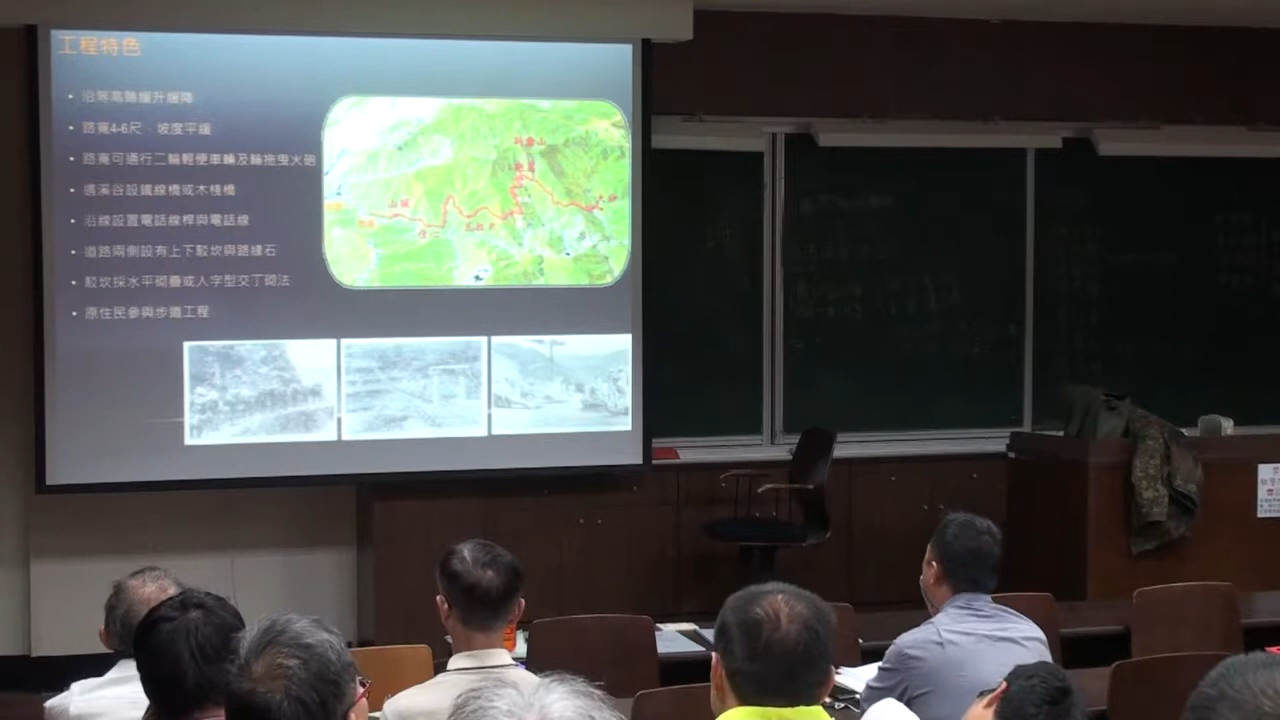 工程特色
• 沿等高線緩升緩降
• 路寬4-6尺，坡度平緩
• 路寬可通行二輪輕便車輛及輪拖曳火砲
• 遇溪谷設鐵線橋或木棧橋
• 沿線設置電話線桿與電話線
• 道路兩側設有上下駁坎與路緣石
• 駁坎採水平砌疊或人字型交丁砌法
• 原住民參與步道工程